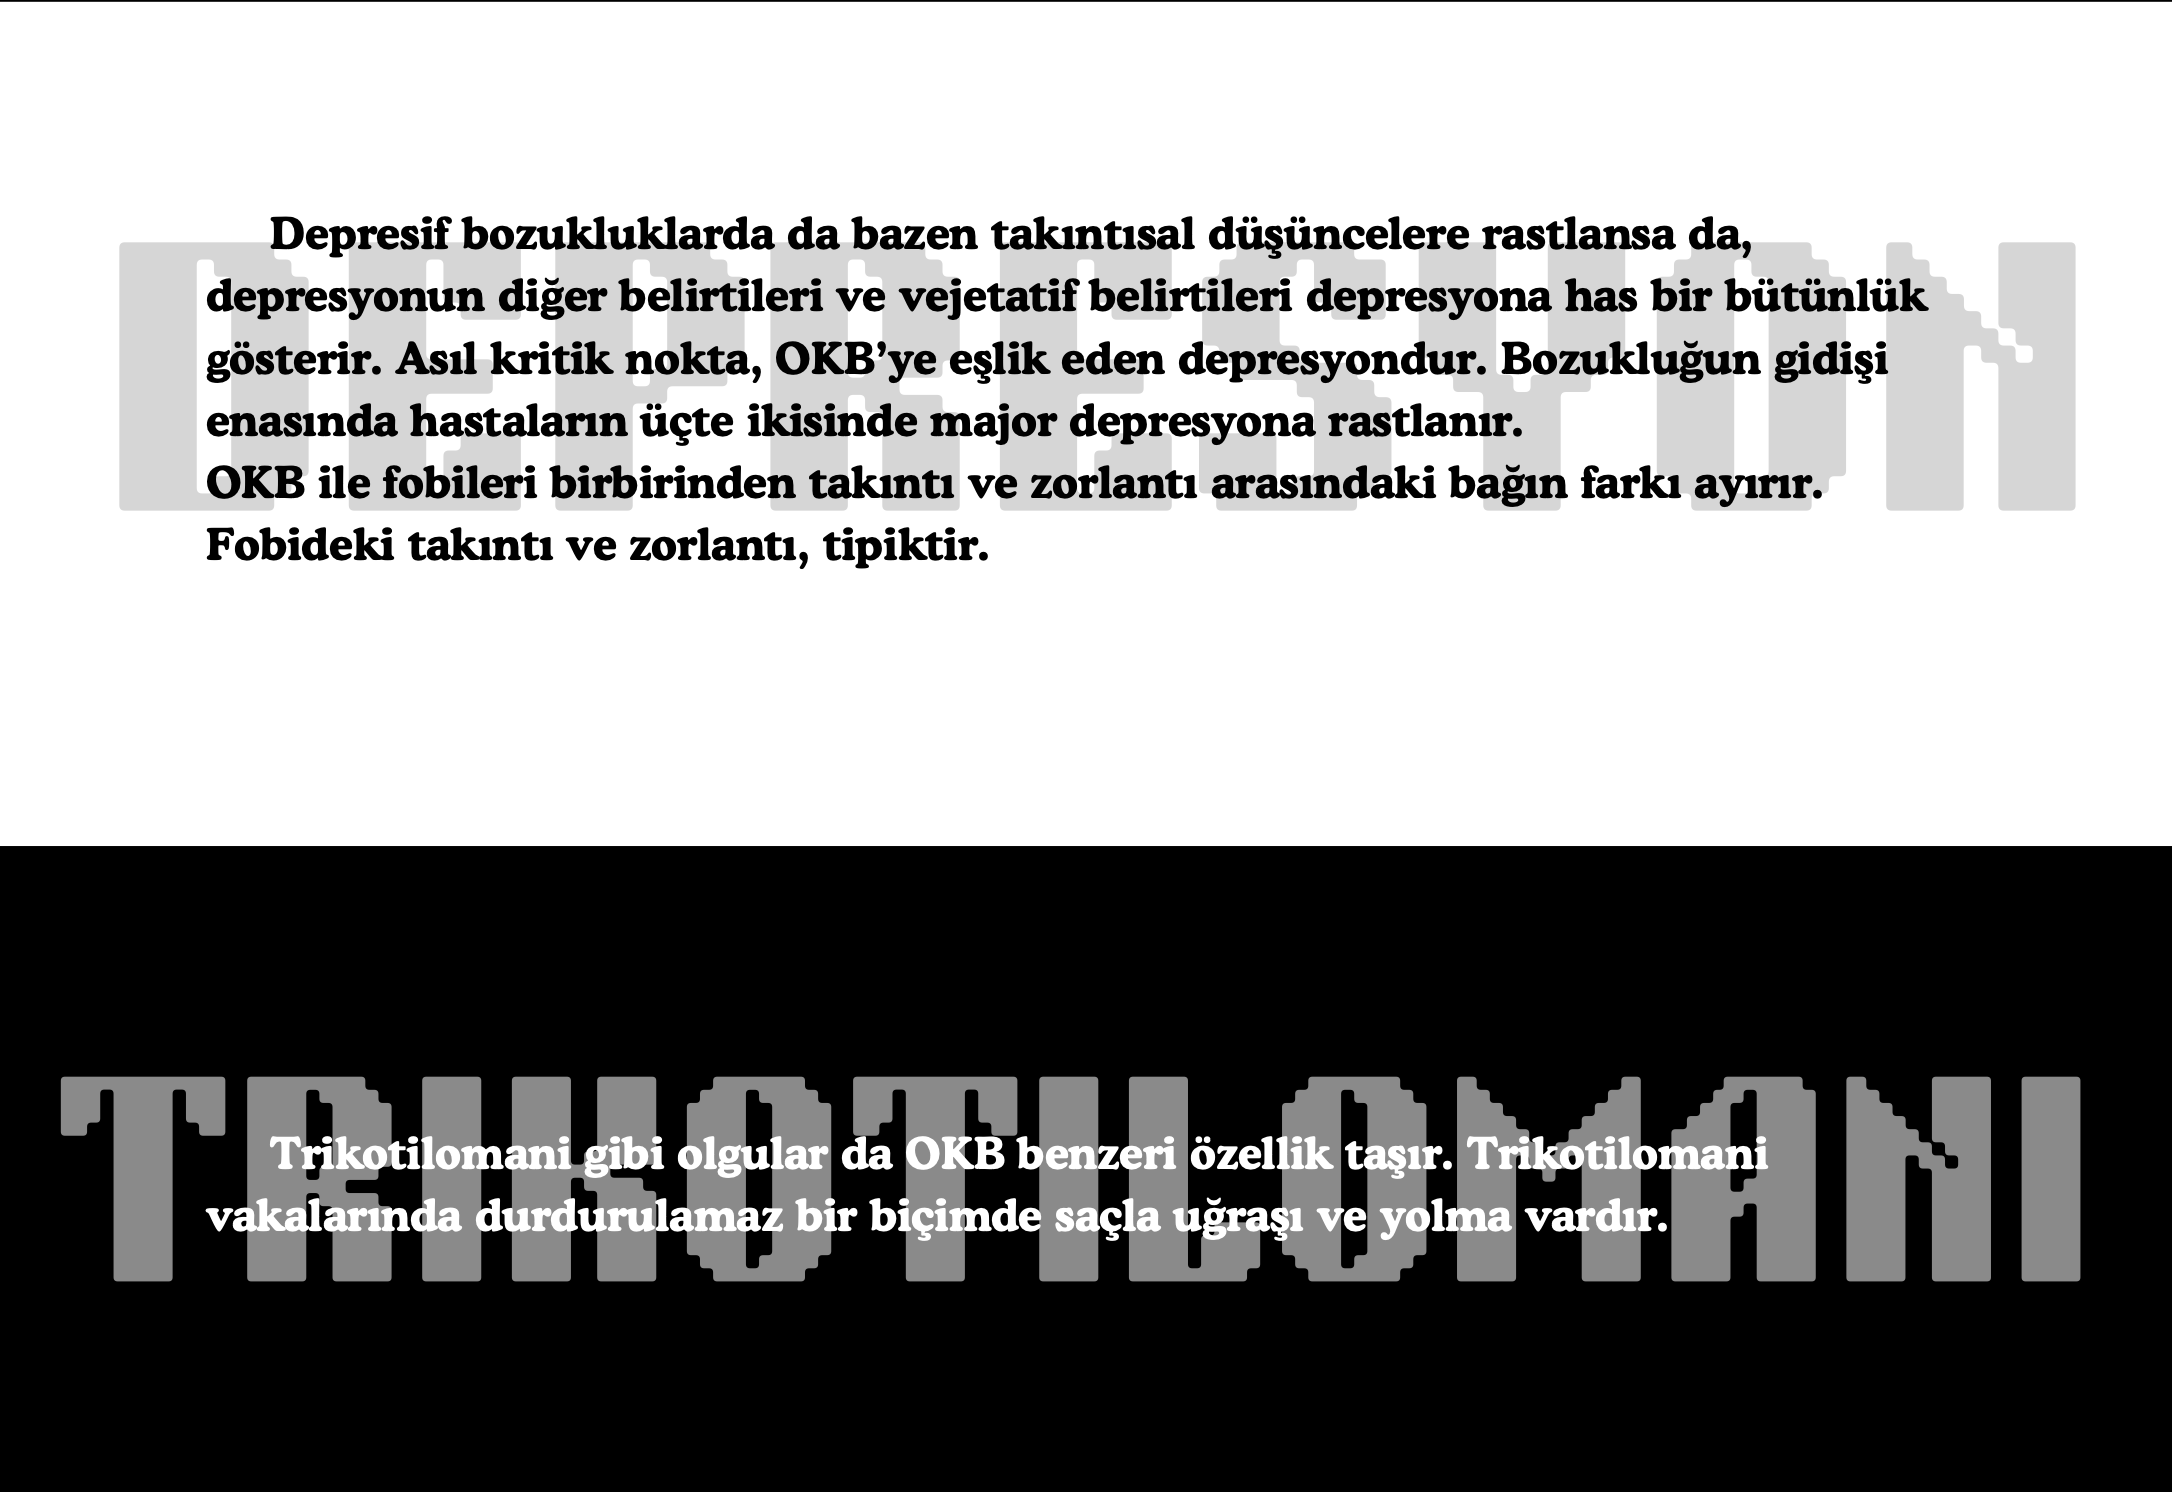 DEPRESYON
Depresif bozukluklarda da bazen takıntısal düşüncelere rastlansa da,
depresyonun diğer belirtileri ve vejetatif belirtileri depresyona has bir bütünlük
gösterir. Asıl kritik nokta, OKB’ye eşlik eden depresyondur. Bozukluğun gidişi
enasında hastaların üçte ikisinde major depresyona rastlanır.
OKB ile fobileri birbirinden takıntı ve zorlantı arasındaki bağın farkı ayırır.
Fobideki takıntı ve zorlantı, tipiktir.
TRIKOTILOMANI
Trikotilomani gibi olgular da OKB benzeri özellik taşır. Trikotilomani
vakalarında durdurulamaz bir biçimde saçla uğraşı ve yolma vardır.